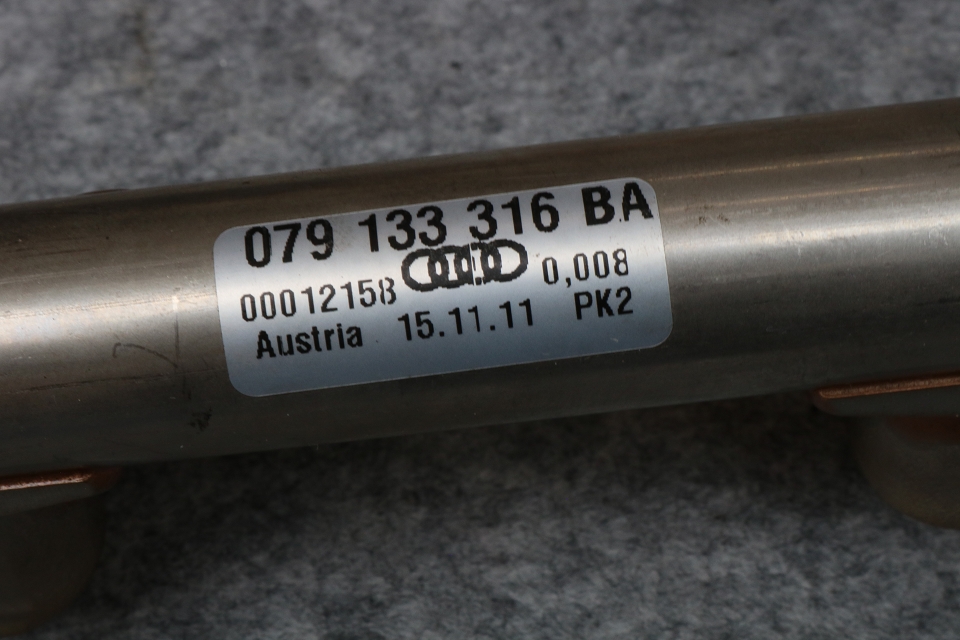 079 133 316 BA
00012158 0,008
Austria 15.11.11 PK2